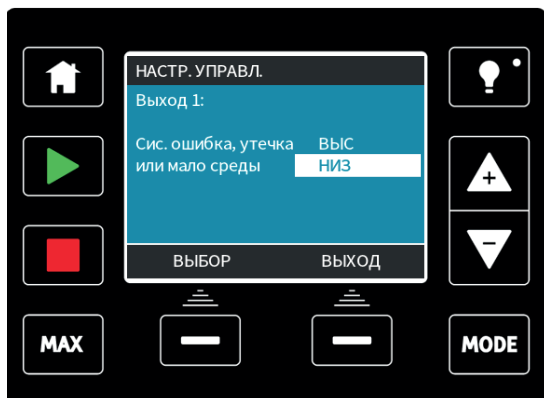 НАСТР. УПРАВЛ.
Выход 1:
Сис. ошибка, утечка ВЫС
или мало среды НИЗ
ВЫБОР ВЫХОД
MAX
MODE